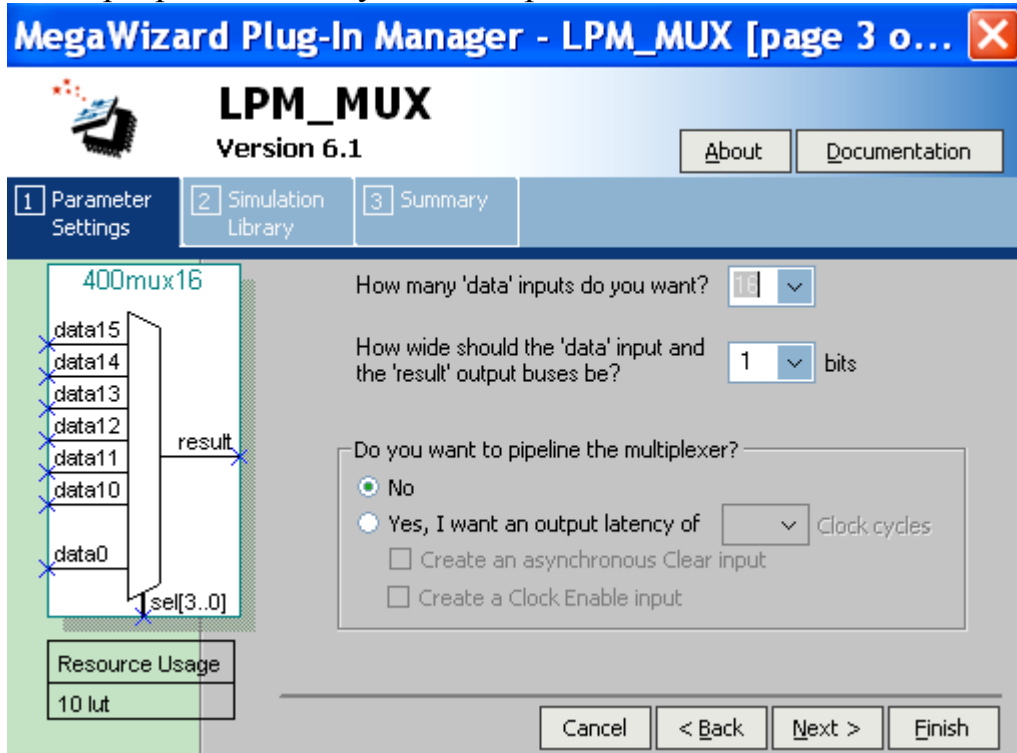 MegaWizard Plug-In Manager - LPM_MUX [page 3 o...
LPM_MUX
Version 6.1
About
Documentation
1 Parameter Settings
2 Simulation Library
3 Summary
400mux16
data15
data14
data13
data12
data11
data10
data0
result
sel[3..0]
Resource Usage
10 lut
How many 'data' inputs do you want? 16
How wide should the 'data' input and
the 'result' output buses be? 1 bits
Do you want to pipeline the multiplexer?
No
Yes, I want an output latency of Clock cycles
Create an asynchronous Clear input
Create a Clock Enable input
Cancel
< Back
Next >
Finish